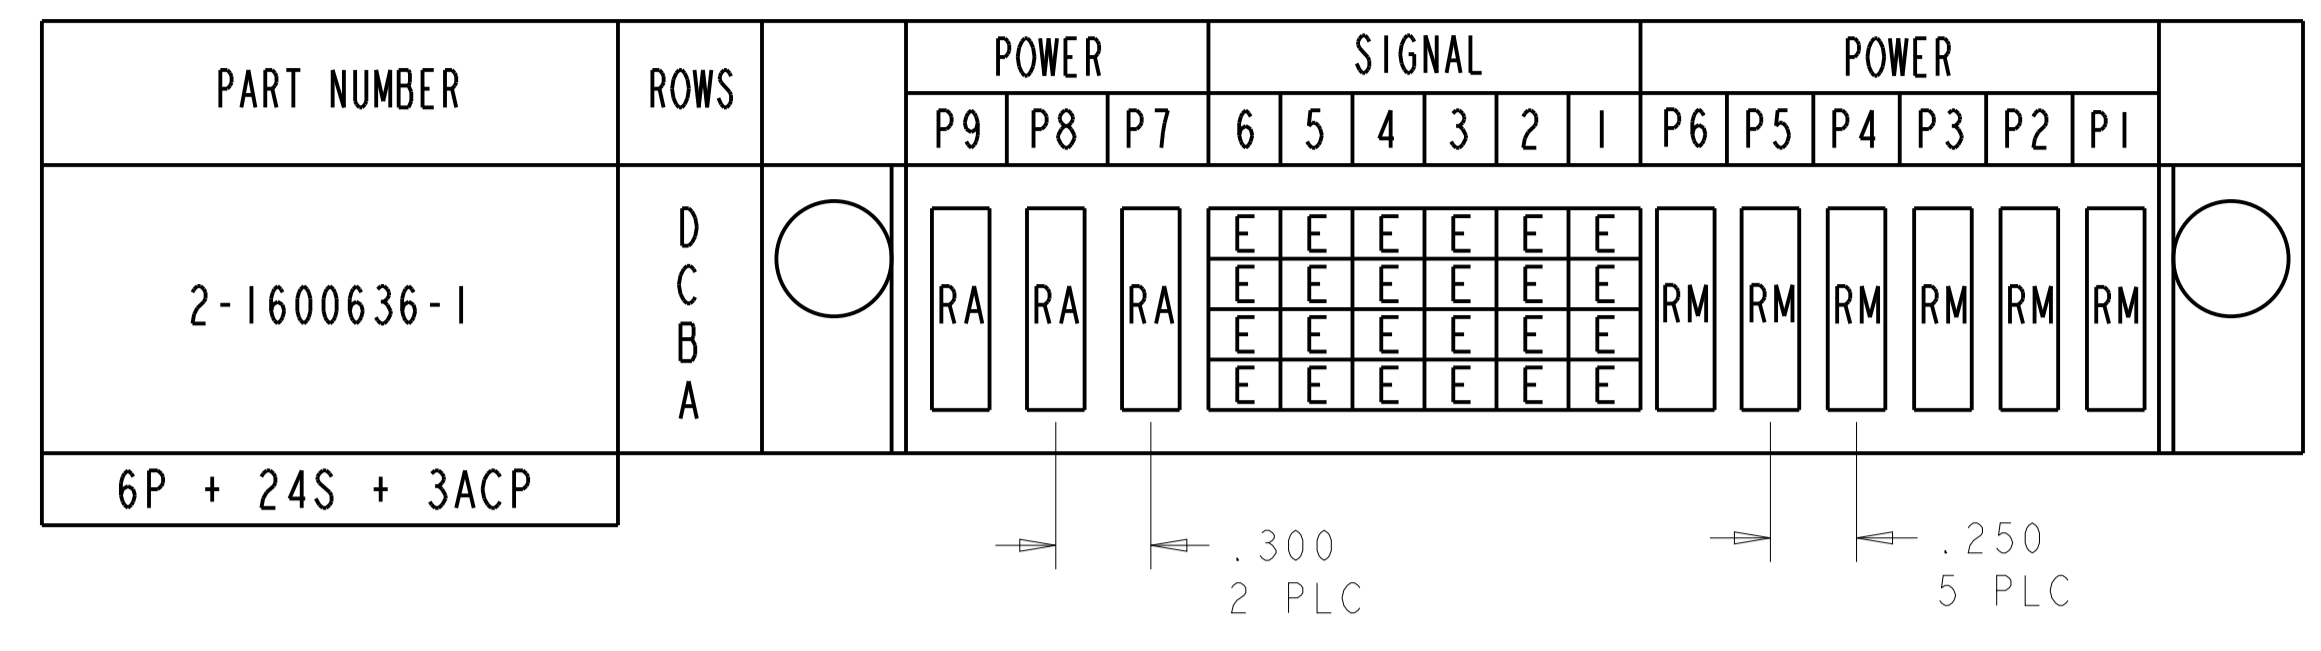 PART NUMBER ROWS POWER SIGNAL POWER
P9 P8 P7 6 5 4 3 2 1 P6 P5 P4 P3 P2 P1
D E E E E E E
C E E E E E E
2-1600636-1 RA RA RA RM RM RM RM RM RM
B E E E E E E
A E E E E E E
6P + 24S + 3ACP
.300
2 PLC
.250
5 PLC